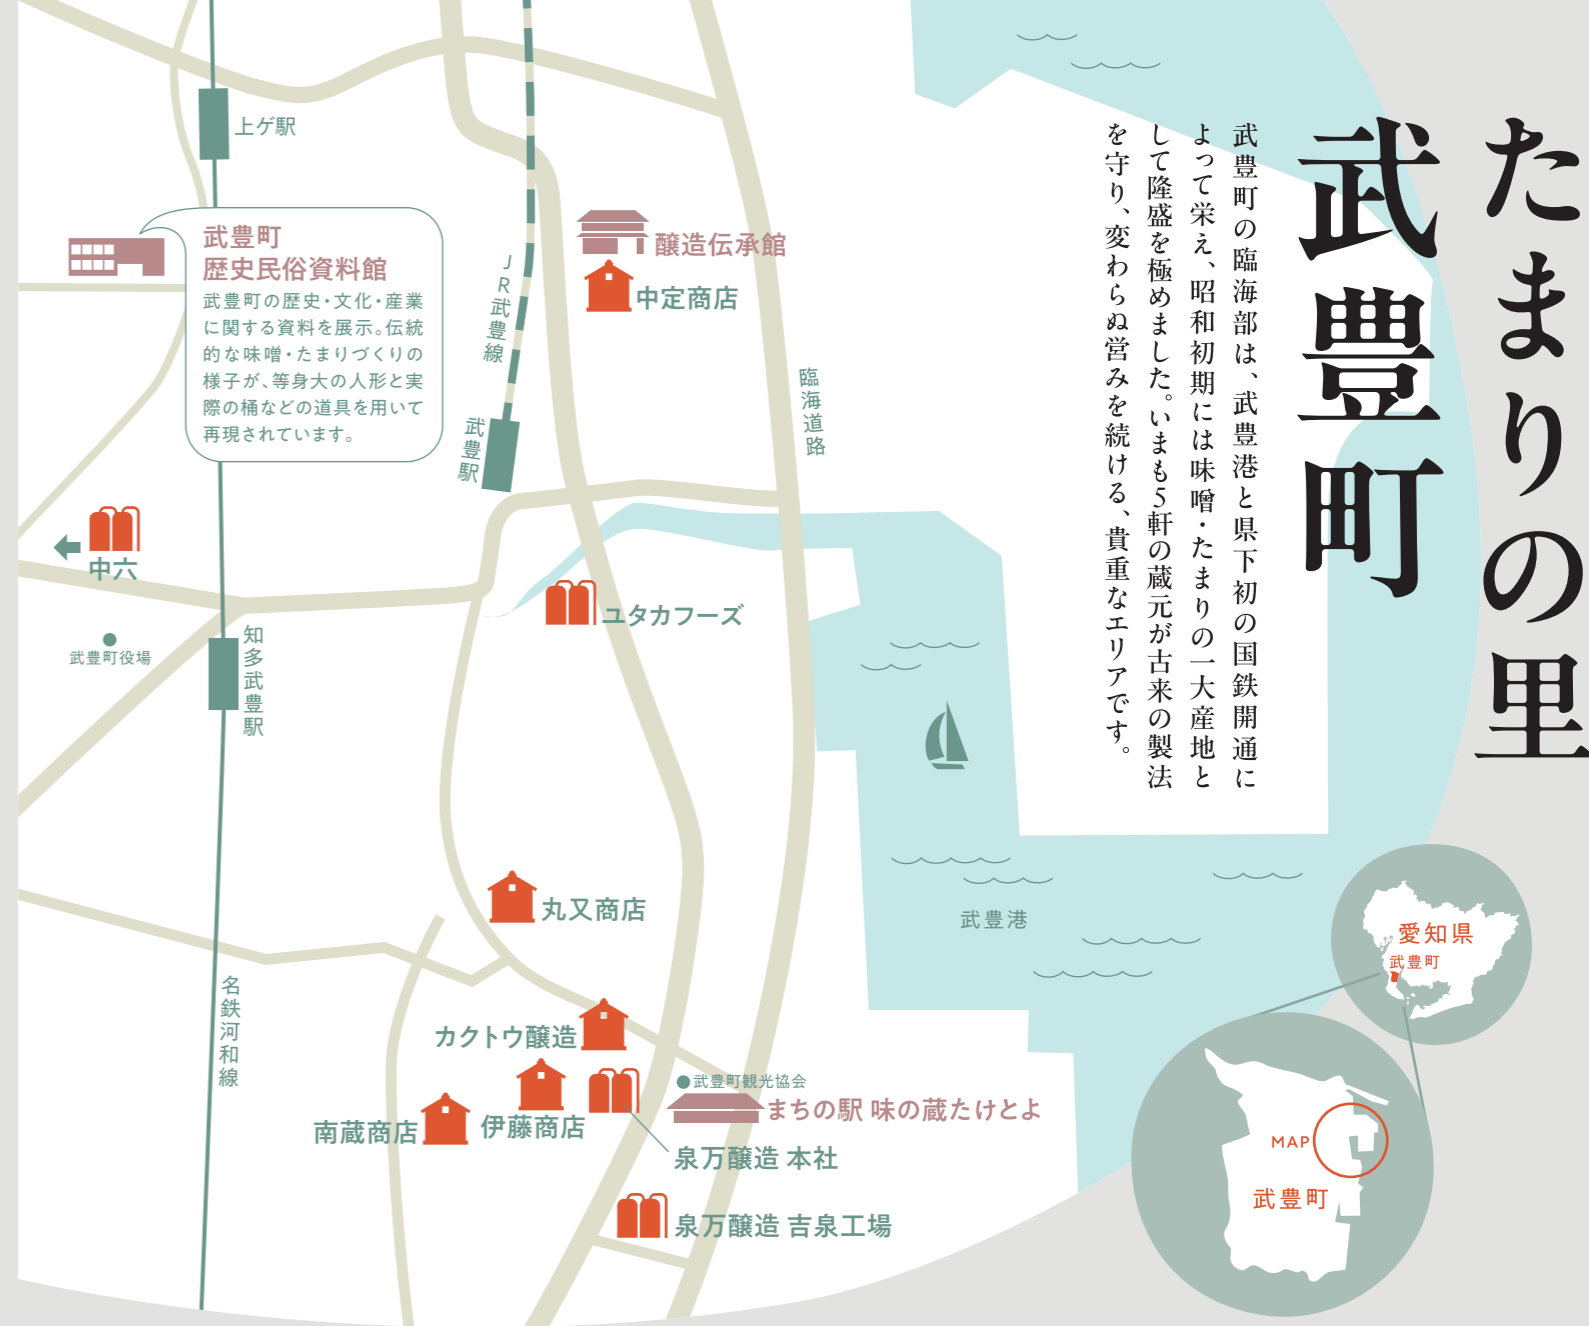 たまりの里
武豊町
武豊町の臨海部は、武豊港と県下初の国鉄開通に
よって栄え、昭和初期には味噌・たまりの一大産地と
して隆盛を極めました。いまも5軒の蔵元が古来の製法
を守り、変わらぬ営みを続ける、貴重なエリアです。
上ゲ駅
武豊町
歴史民俗資料館
武豊町の歴史・文化・産業
に関する資料を展示。伝統
的な味噌・たまりづくりの
様子が、等身大の人形と実
際の桶などの道具を用いて
再現されています。
醸造伝承館
中定商店
JR武豊線
武豊駅
臨海道路
中六
武豊町役場
知多武豊駅
ユタカフーズ
丸又商店
武豊港
名鉄河和線
カクトウ醸造
伊藤商店
南蔵商店
武豊町観光協会
まちの駅 味の蔵たけとよ
泉万醸造 本社
泉万醸造 吉泉工場
愛知県
武豊町
MAP
武豊町